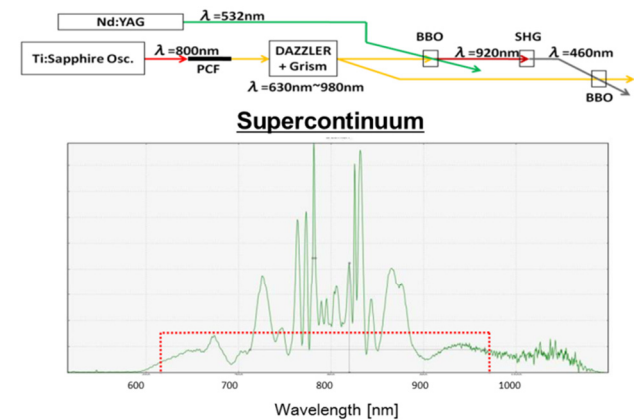 Nd:YAG
λ=532nm
BBO
SHG
Ti:Sapphire Osc.
λ=800nm
PCF
DAZZLER
+ Grism
λ=920nm
λ=460nm
λ=630nm~980nm
BBO
Supercontinuum
600 700 800 900 1000
Wavelength [nm]